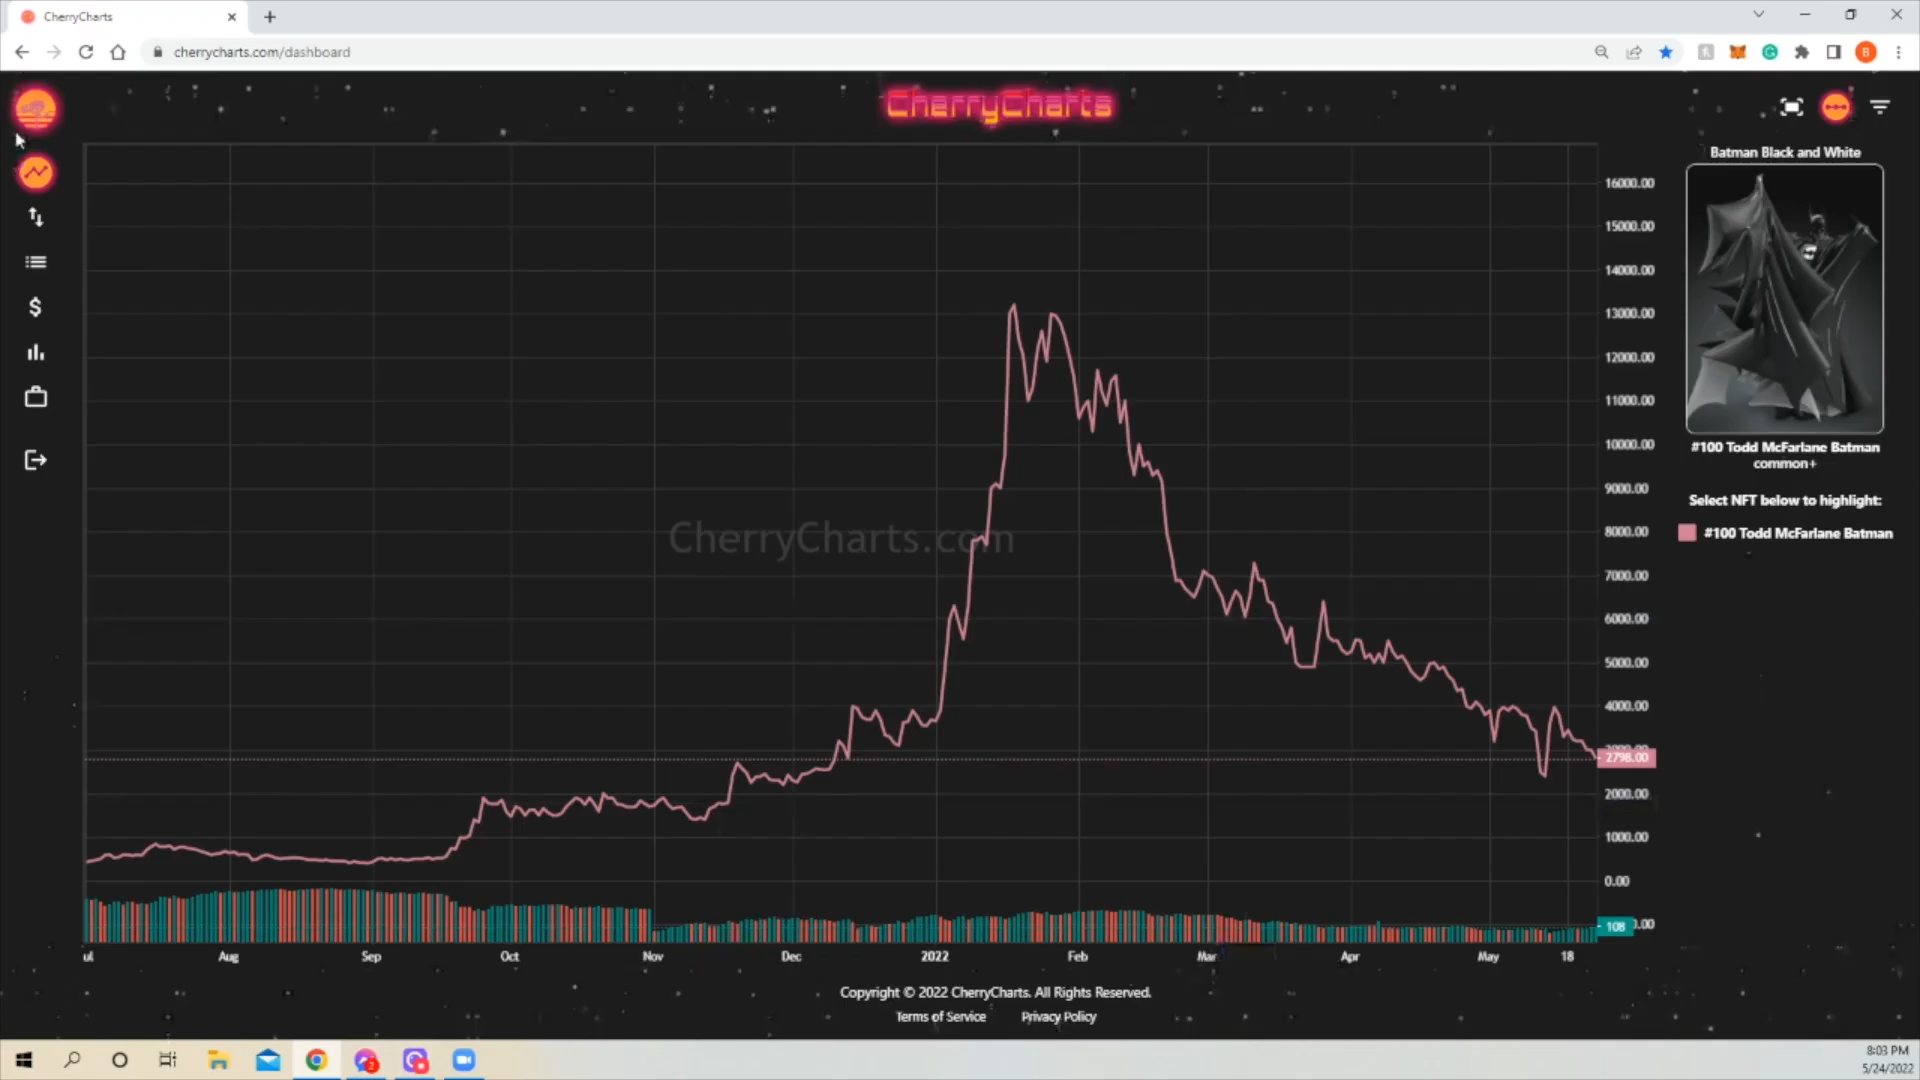 CherryCharts
cherrycharts.com/dashboard
B
CherryCharts
Batman Black and White
#100 Todd McFarlane Batman
common+
Select NFT below to highlight:
#100 Todd McFarlane Batman
16000.00
15000.00
14000.00
13000.00
12000.00
11000.00
10000.00
9000.00
8000.00
7000.00
6000.00
5000.00
4000.00
2798.00
2000.00
1000.00
0.00
108
CherryCharts.com
ul Aug Sep Oct Nov Dec 2022 Feb Mar Apr May 18
Copyright © 2022 CherryCharts. All Rights Reserved.
Terms of Service Privacy Policy
2
8:03 PM
5/24/2022